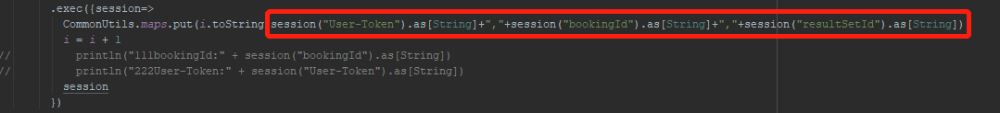 .exec({session=>
CommonUtils.maps.put(i.toString,session("User-Token").as[String]+","+session("bookingId").as[String]+","+session("resultSetId").as[String])
i = i + 1
// println("111bookingId:" + session("bookingId").as[String])
// println("222User-Token:" + session("User-Token").as[String])
session
})